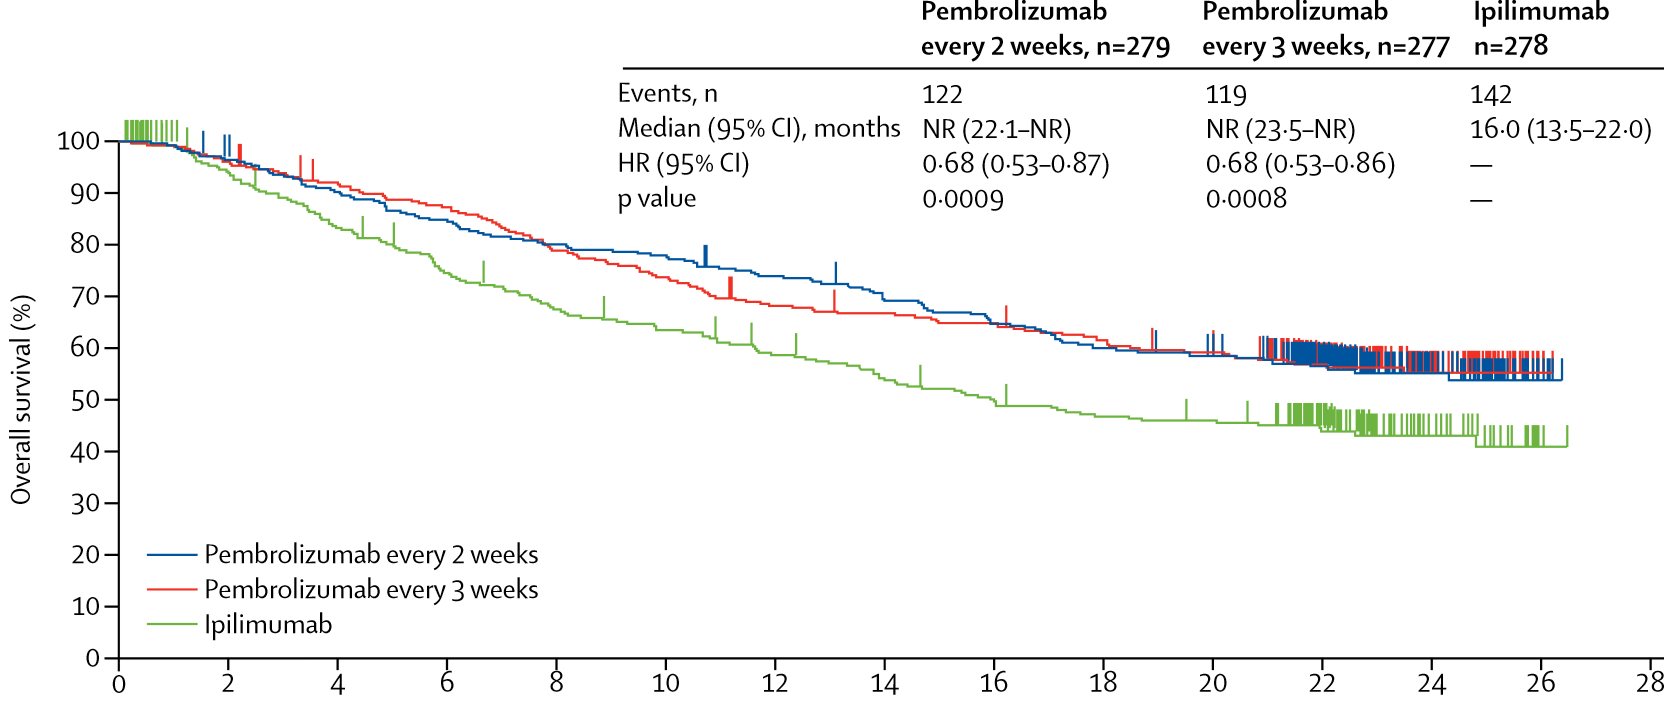 Pembrolizumab Pembrolizumab Ipilimumab
every 2 weeks, n=279 every 3 weeks, n=277 n=278
Events, n 122 119 142
Median (95% CI), months NR (22·1–NR) NR (23·5–NR) 16·0 (13·5–22·0)
HR (95% CI) 0·68 (0·53–0·87) 0·68 (0·53–0·86) —
p value 0·0009 0·0008 —
Overall survival (%)
100
90
80
70
60
50
40
30
20
10
0
Pembrolizumab every 2 weeks
Pembrolizumab every 3 weeks
Ipilimumab
0 2 4 6 8 10 12 14 16 18 20 22 24 26 28